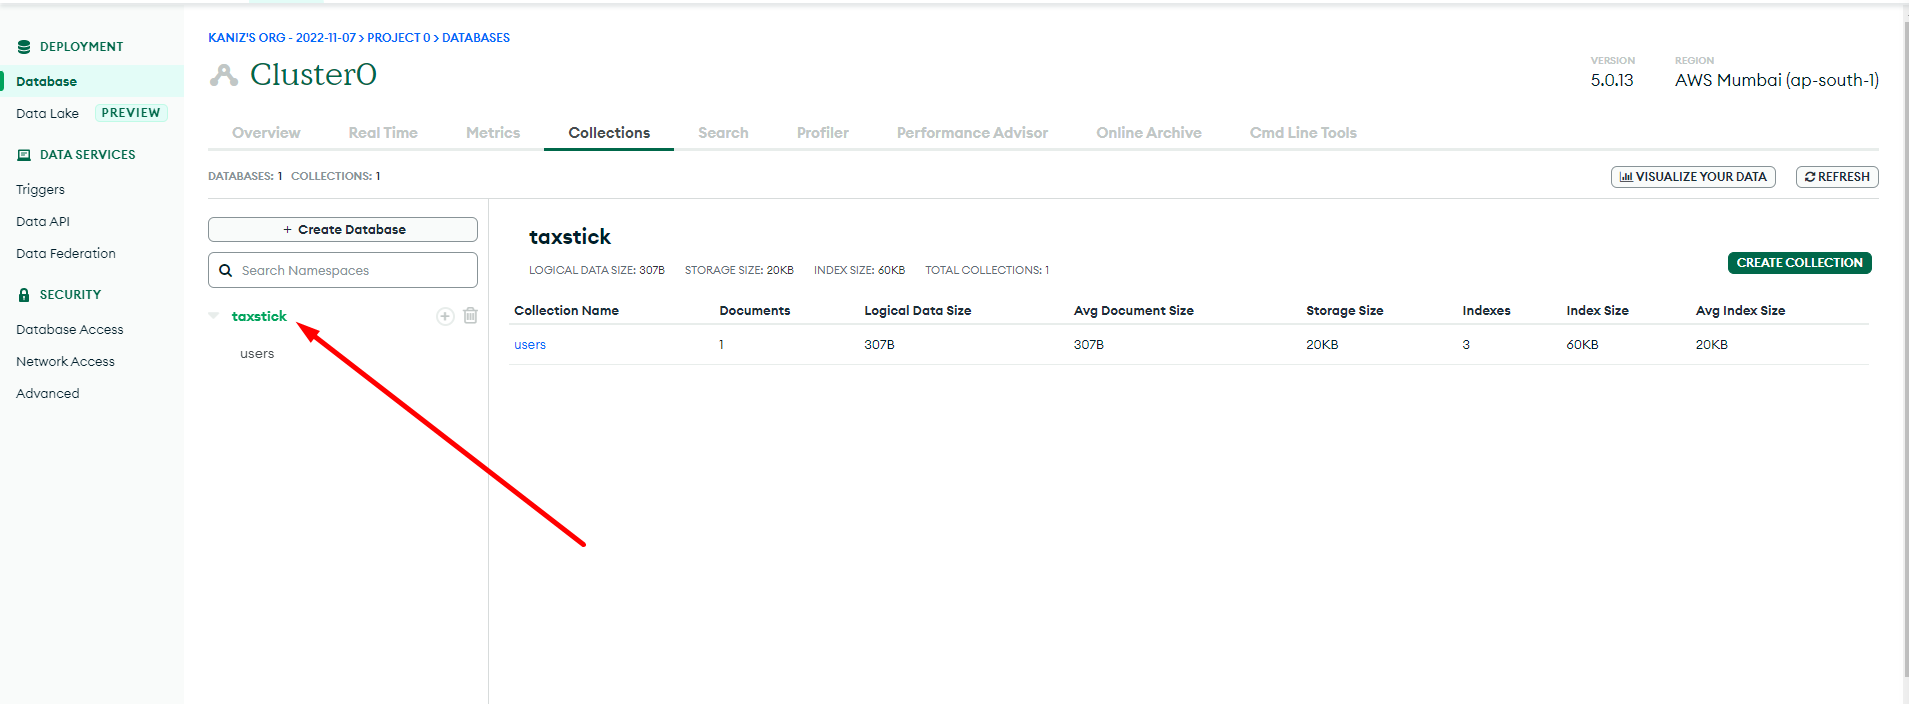 DEPLOYMENT
Database
Data Lake PREVIEW
DATA SERVICES
Triggers
Data API
Data Federation
SECURITY
Database Access
Network Access
Advanced
KANIZ'S ORG - 2022-11-07 > PROJECT 0 > DATABASES
Cluster0
VERSION
5.0.13
REGION
AWS Mumbai (ap-south-1)
Overview Real Time Metrics Collections Search Profiler Performance Advisor Online Archive Cmd Line Tools
DATABASES: 1 COLLECTIONS: 1
VISUALIZE YOUR DATA
REFRESH
+ Create Database
Search Namespaces
taxstick
users
taxstick
LOGICAL DATA SIZE: 307B STORAGE SIZE: 20KB INDEX SIZE: 60KB TOTAL COLLECTIONS: 1
CREATE COLLECTION
Collection Name Documents Logical Data Size Avg Document Size Storage Size Indexes Index Size Avg Index Size
users 1 307B 307B 20KB 3 60KB 20KB